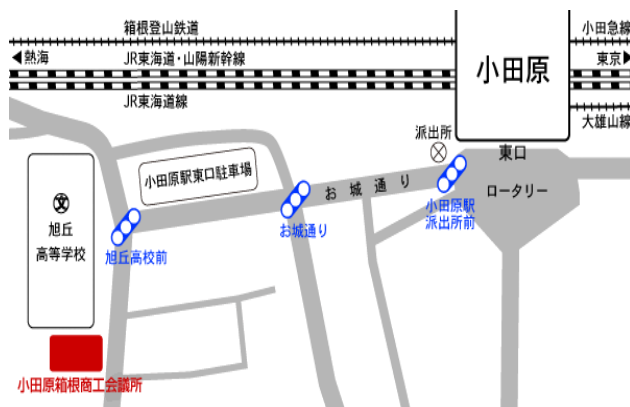 箱根登山鉄道
小田急線
◀熱海
JR東海道・山陽新幹線
東京▶
小田原
JR東海道線
大雄山線
派出所
東口
小田原駅東口駐車場
お城通り
ロータリー
文
旭丘
高等学校
小田原駅
派出所前
お城通り
旭丘高校前
小田原箱根商工会議所